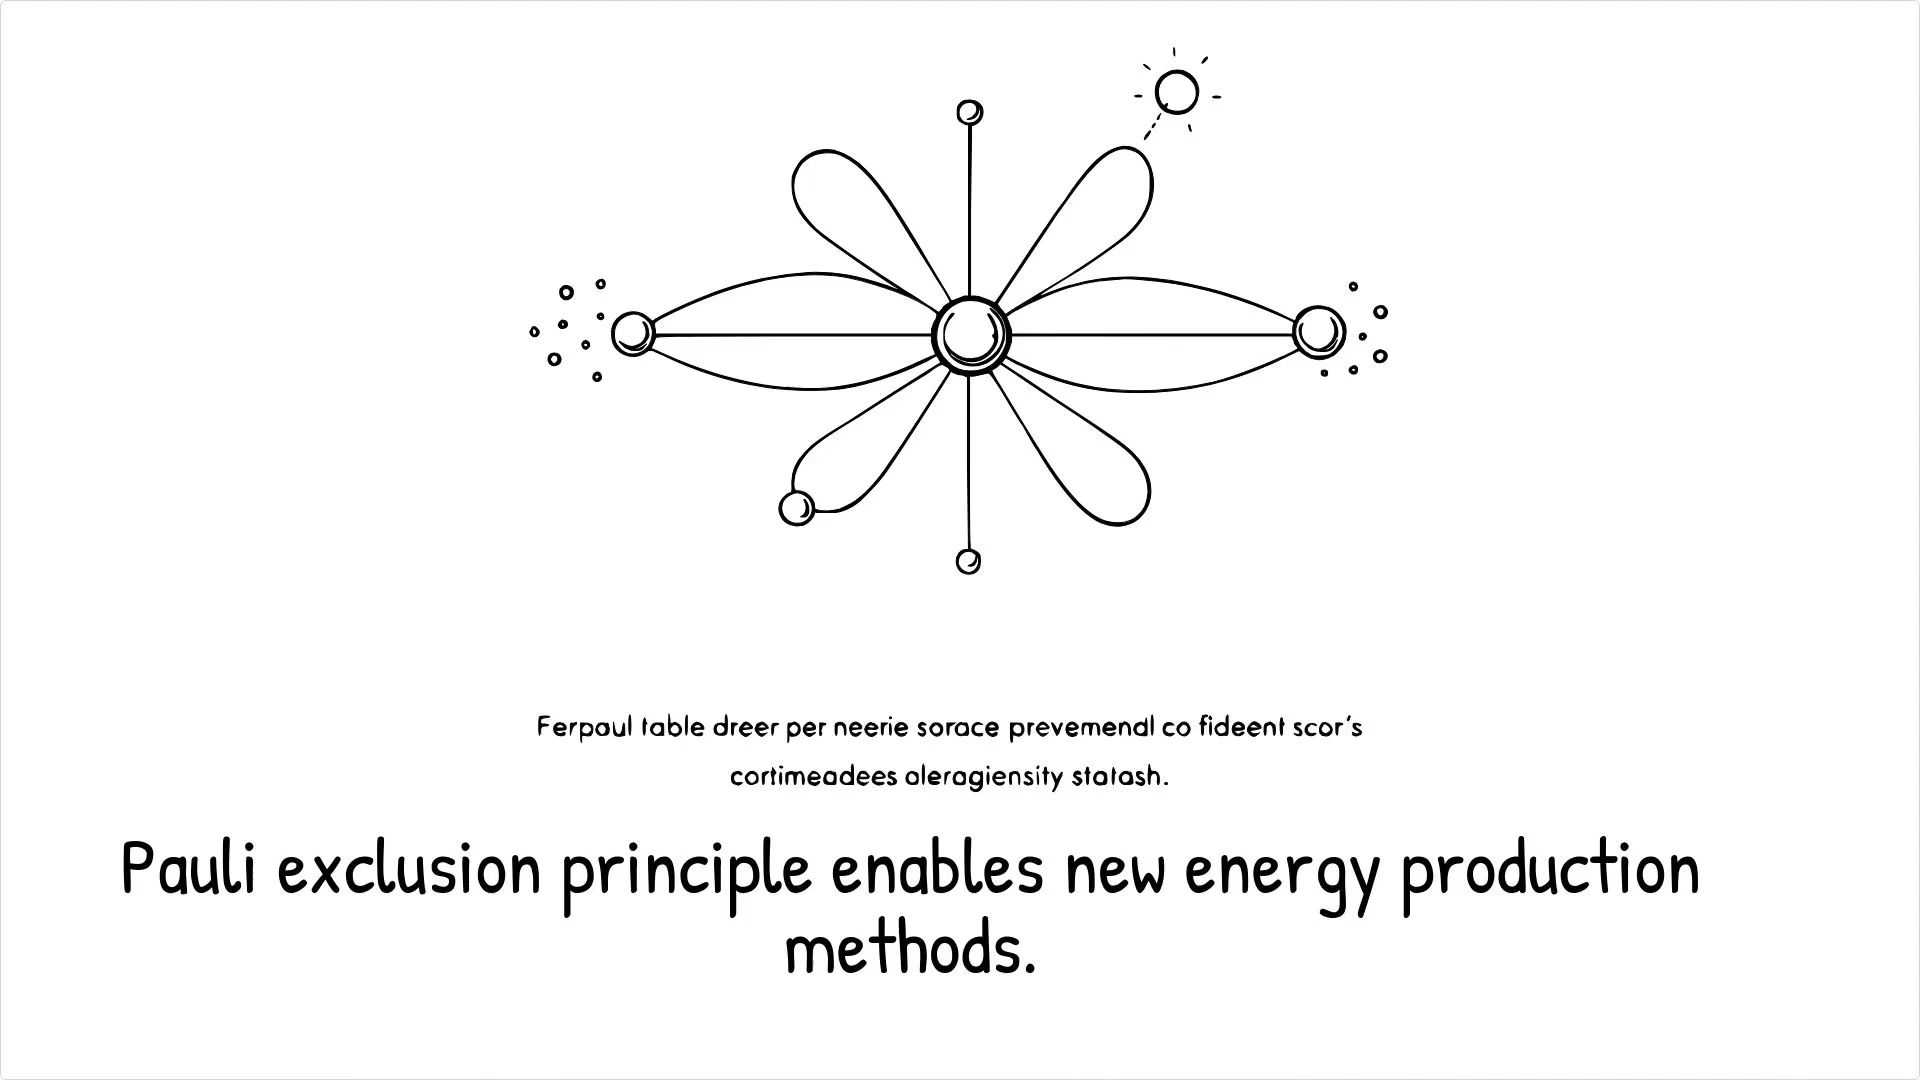 Ferpaul table dreer per neerie sorace prevemendl co fideent scor's
cortimeadees aleragiensity statash.
Pauli exclusion principle enables new energy production
methods.